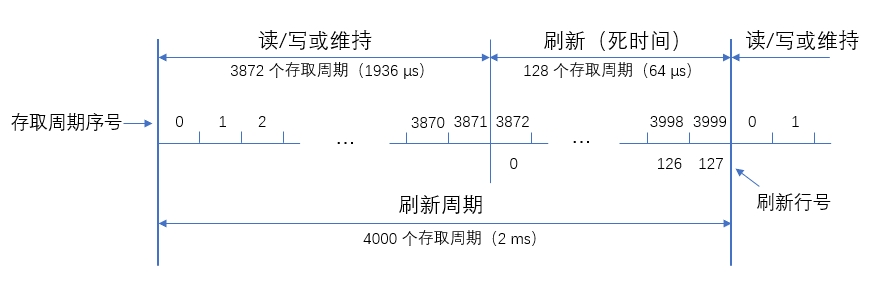 读/写或维持 刷新（死时间） 读/写或维持
3872 个存取周期（1936 μs） 128 个存取周期（64 μs）
存取周期序号 0 1 2 ... 3870 3871 3872 ... 3998 3999 0 1
0 126 127
刷新行号
刷新周期
4000 个存取周期（2 ms）